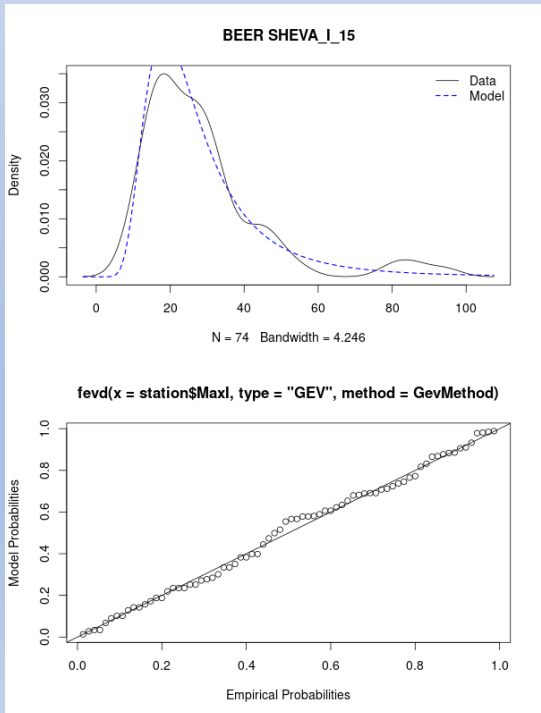 BEER SHEVA_I_15
Data
Model
Density
0.000
0.010
0.020
0.030
0 20 40 60 80 100
N = 74 Bandwidth = 4.246
fevd(x = station$MaxI, type = "GEV", method = GevMethod)
Model Probabilities
0.0
0.2
0.4
0.6
0.8
1.0
0.0 0.2 0.4 0.6 0.8 1.0
Empirical Probabilities